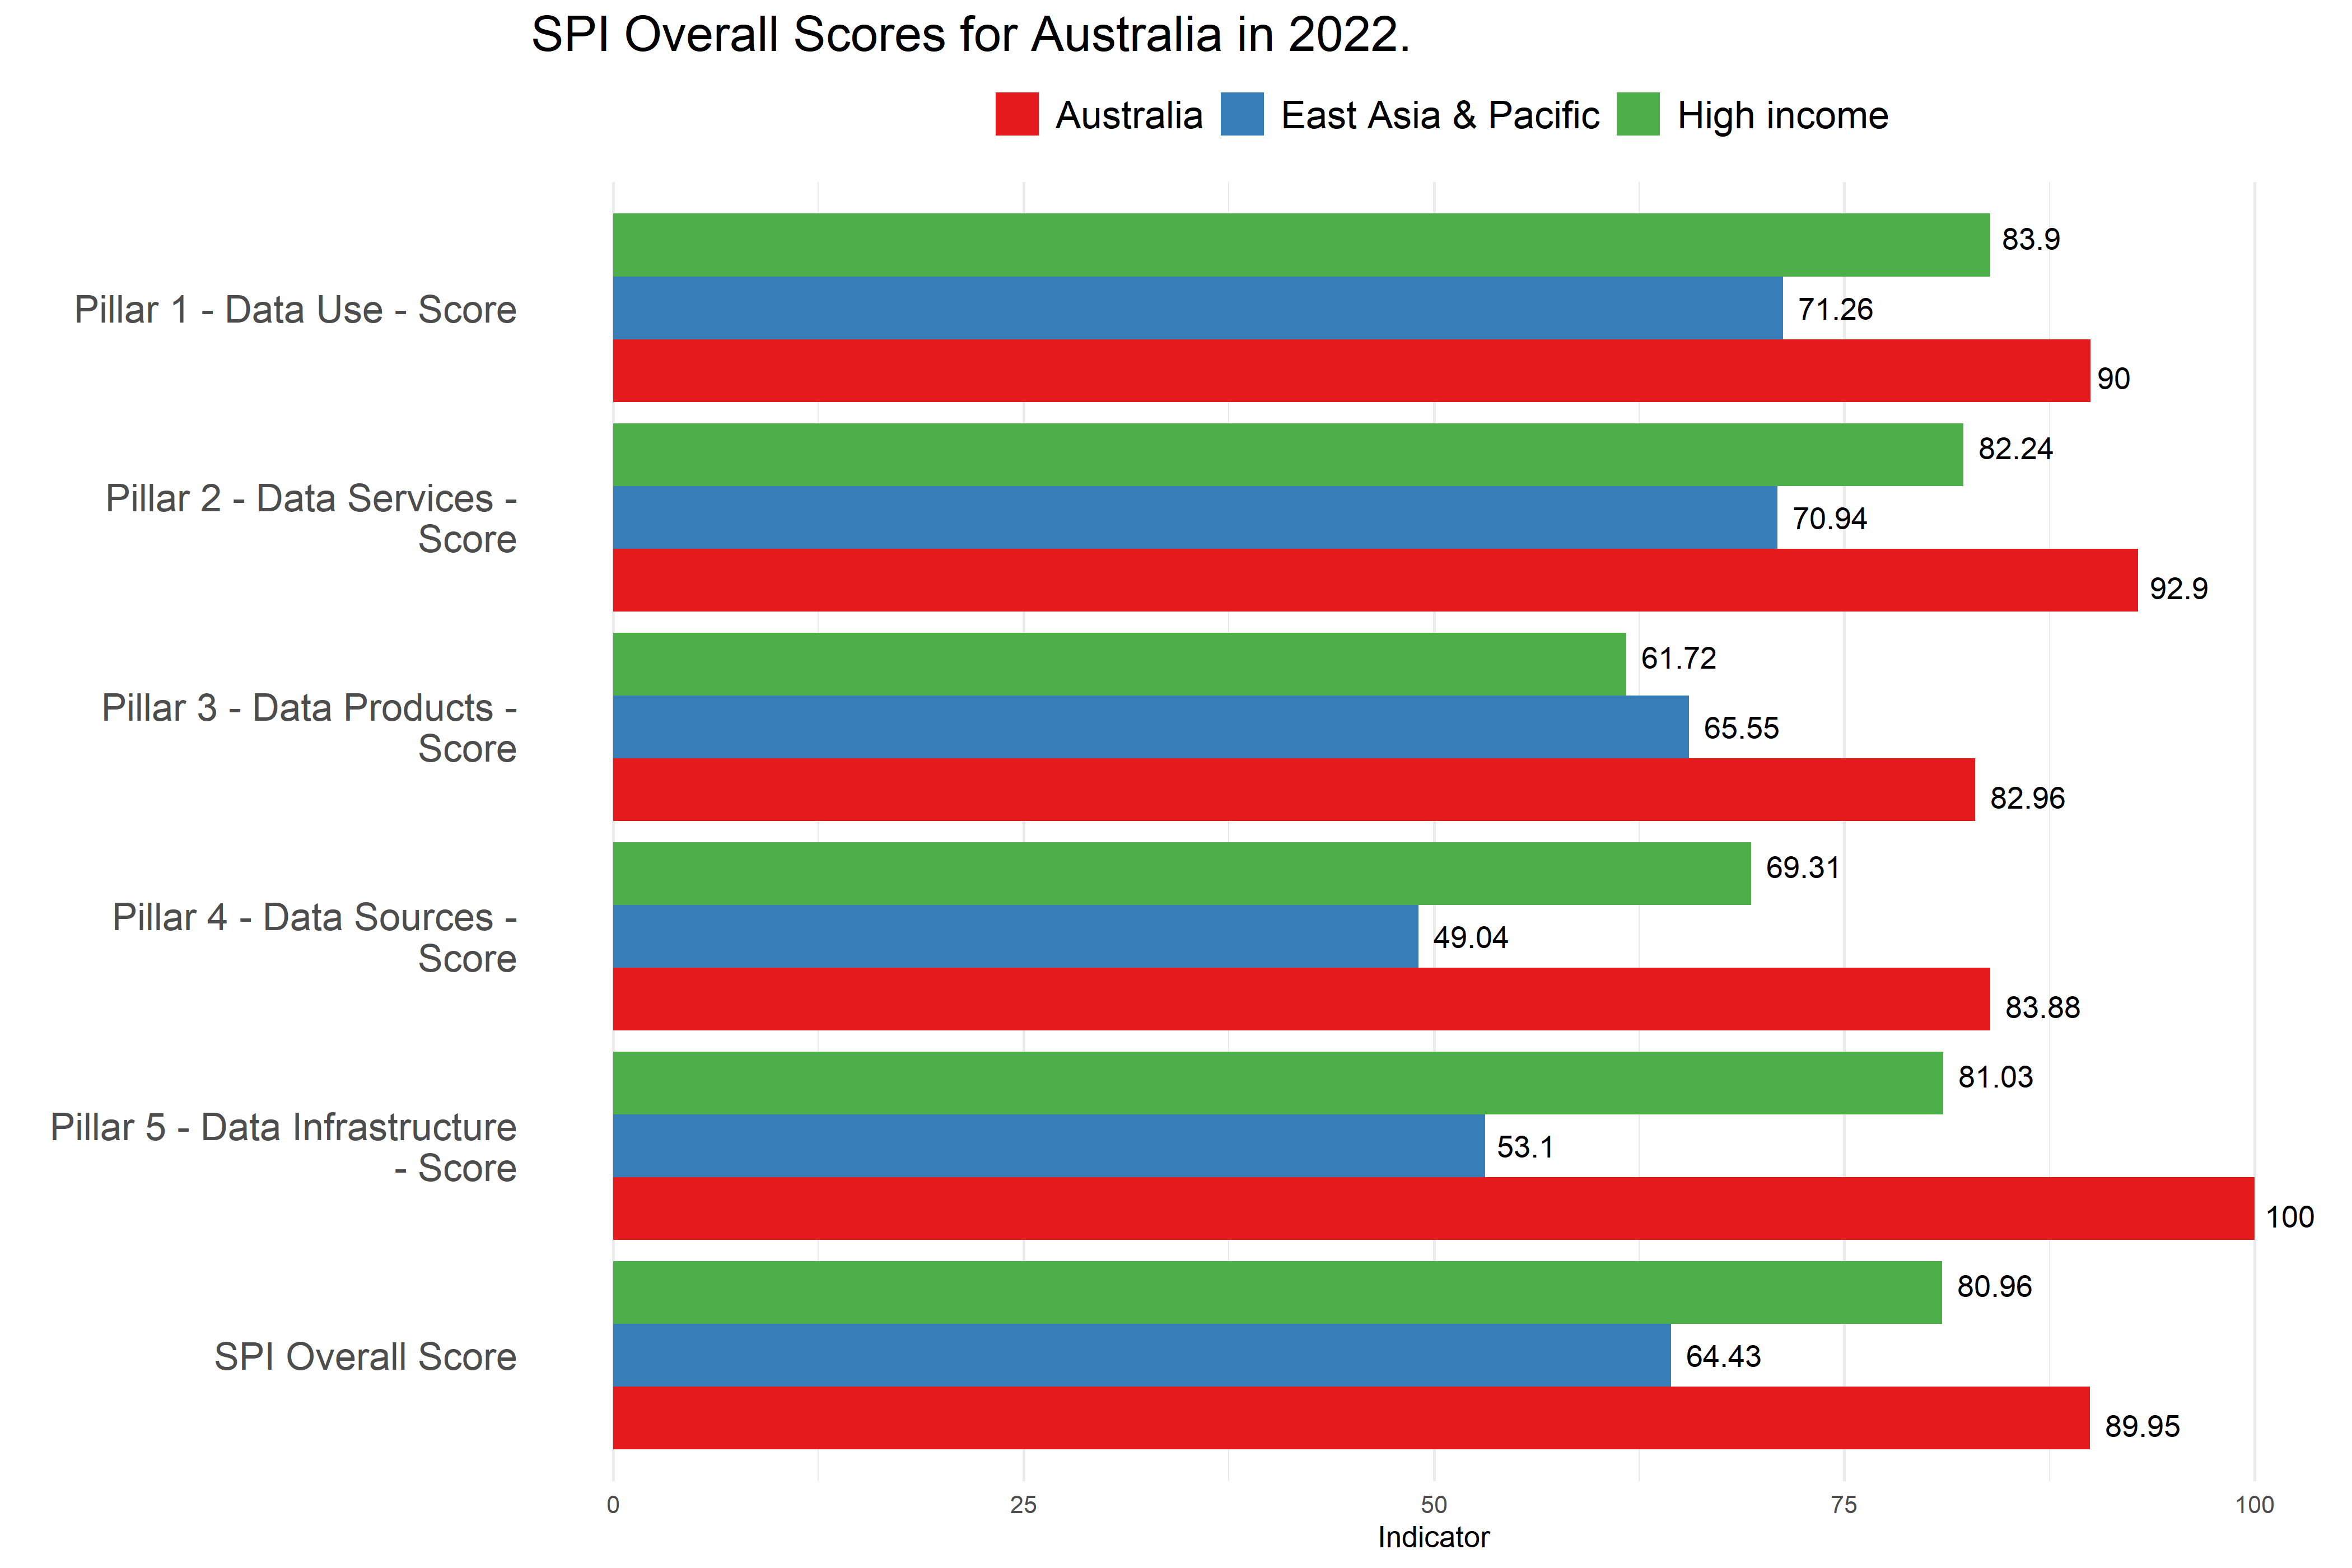 SPI Overall Scores for Australia in 2022.
Australia East Asia & Pacific High income
Pillar 1 - Data Use - Score
83.9
71.26
90
Pillar 2 - Data Services -
Score
82.24
70.94
92.9
Pillar 3 - Data Products -
Score
61.72
65.55
82.96
Pillar 4 - Data Sources -
Score
69.31
49.04
83.88
Pillar 5 - Data Infrastructure
- Score
81.03
53.1
100
SPI Overall Score
80.96
64.43
89.95
0 25 50 75 100
Indicator